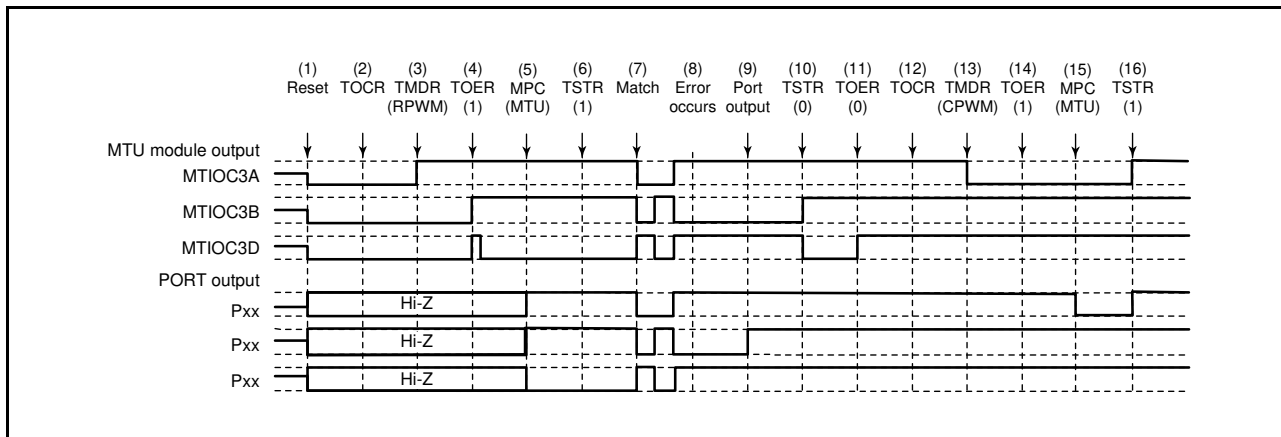 (1) (2) (3) (4) (5) (6) (7) (8) (9) (10) (11) (12) (13) (14) (15) (16)
Reset TOCR TMDR TOER MPC TSTR Match Error Port TSTR TOER TOCR TMDR TOER MPC TSTR
(RPWM) (1) (MTU) (1) occurs output (0) (0) (CPWM) (1) (MTU) (1)
MTU module output
MTIOC3A
MTIOC3B
MTIOC3D
PORT output
Pxx Hi-Z
Pxx Hi-Z
Pxx Hi-Z